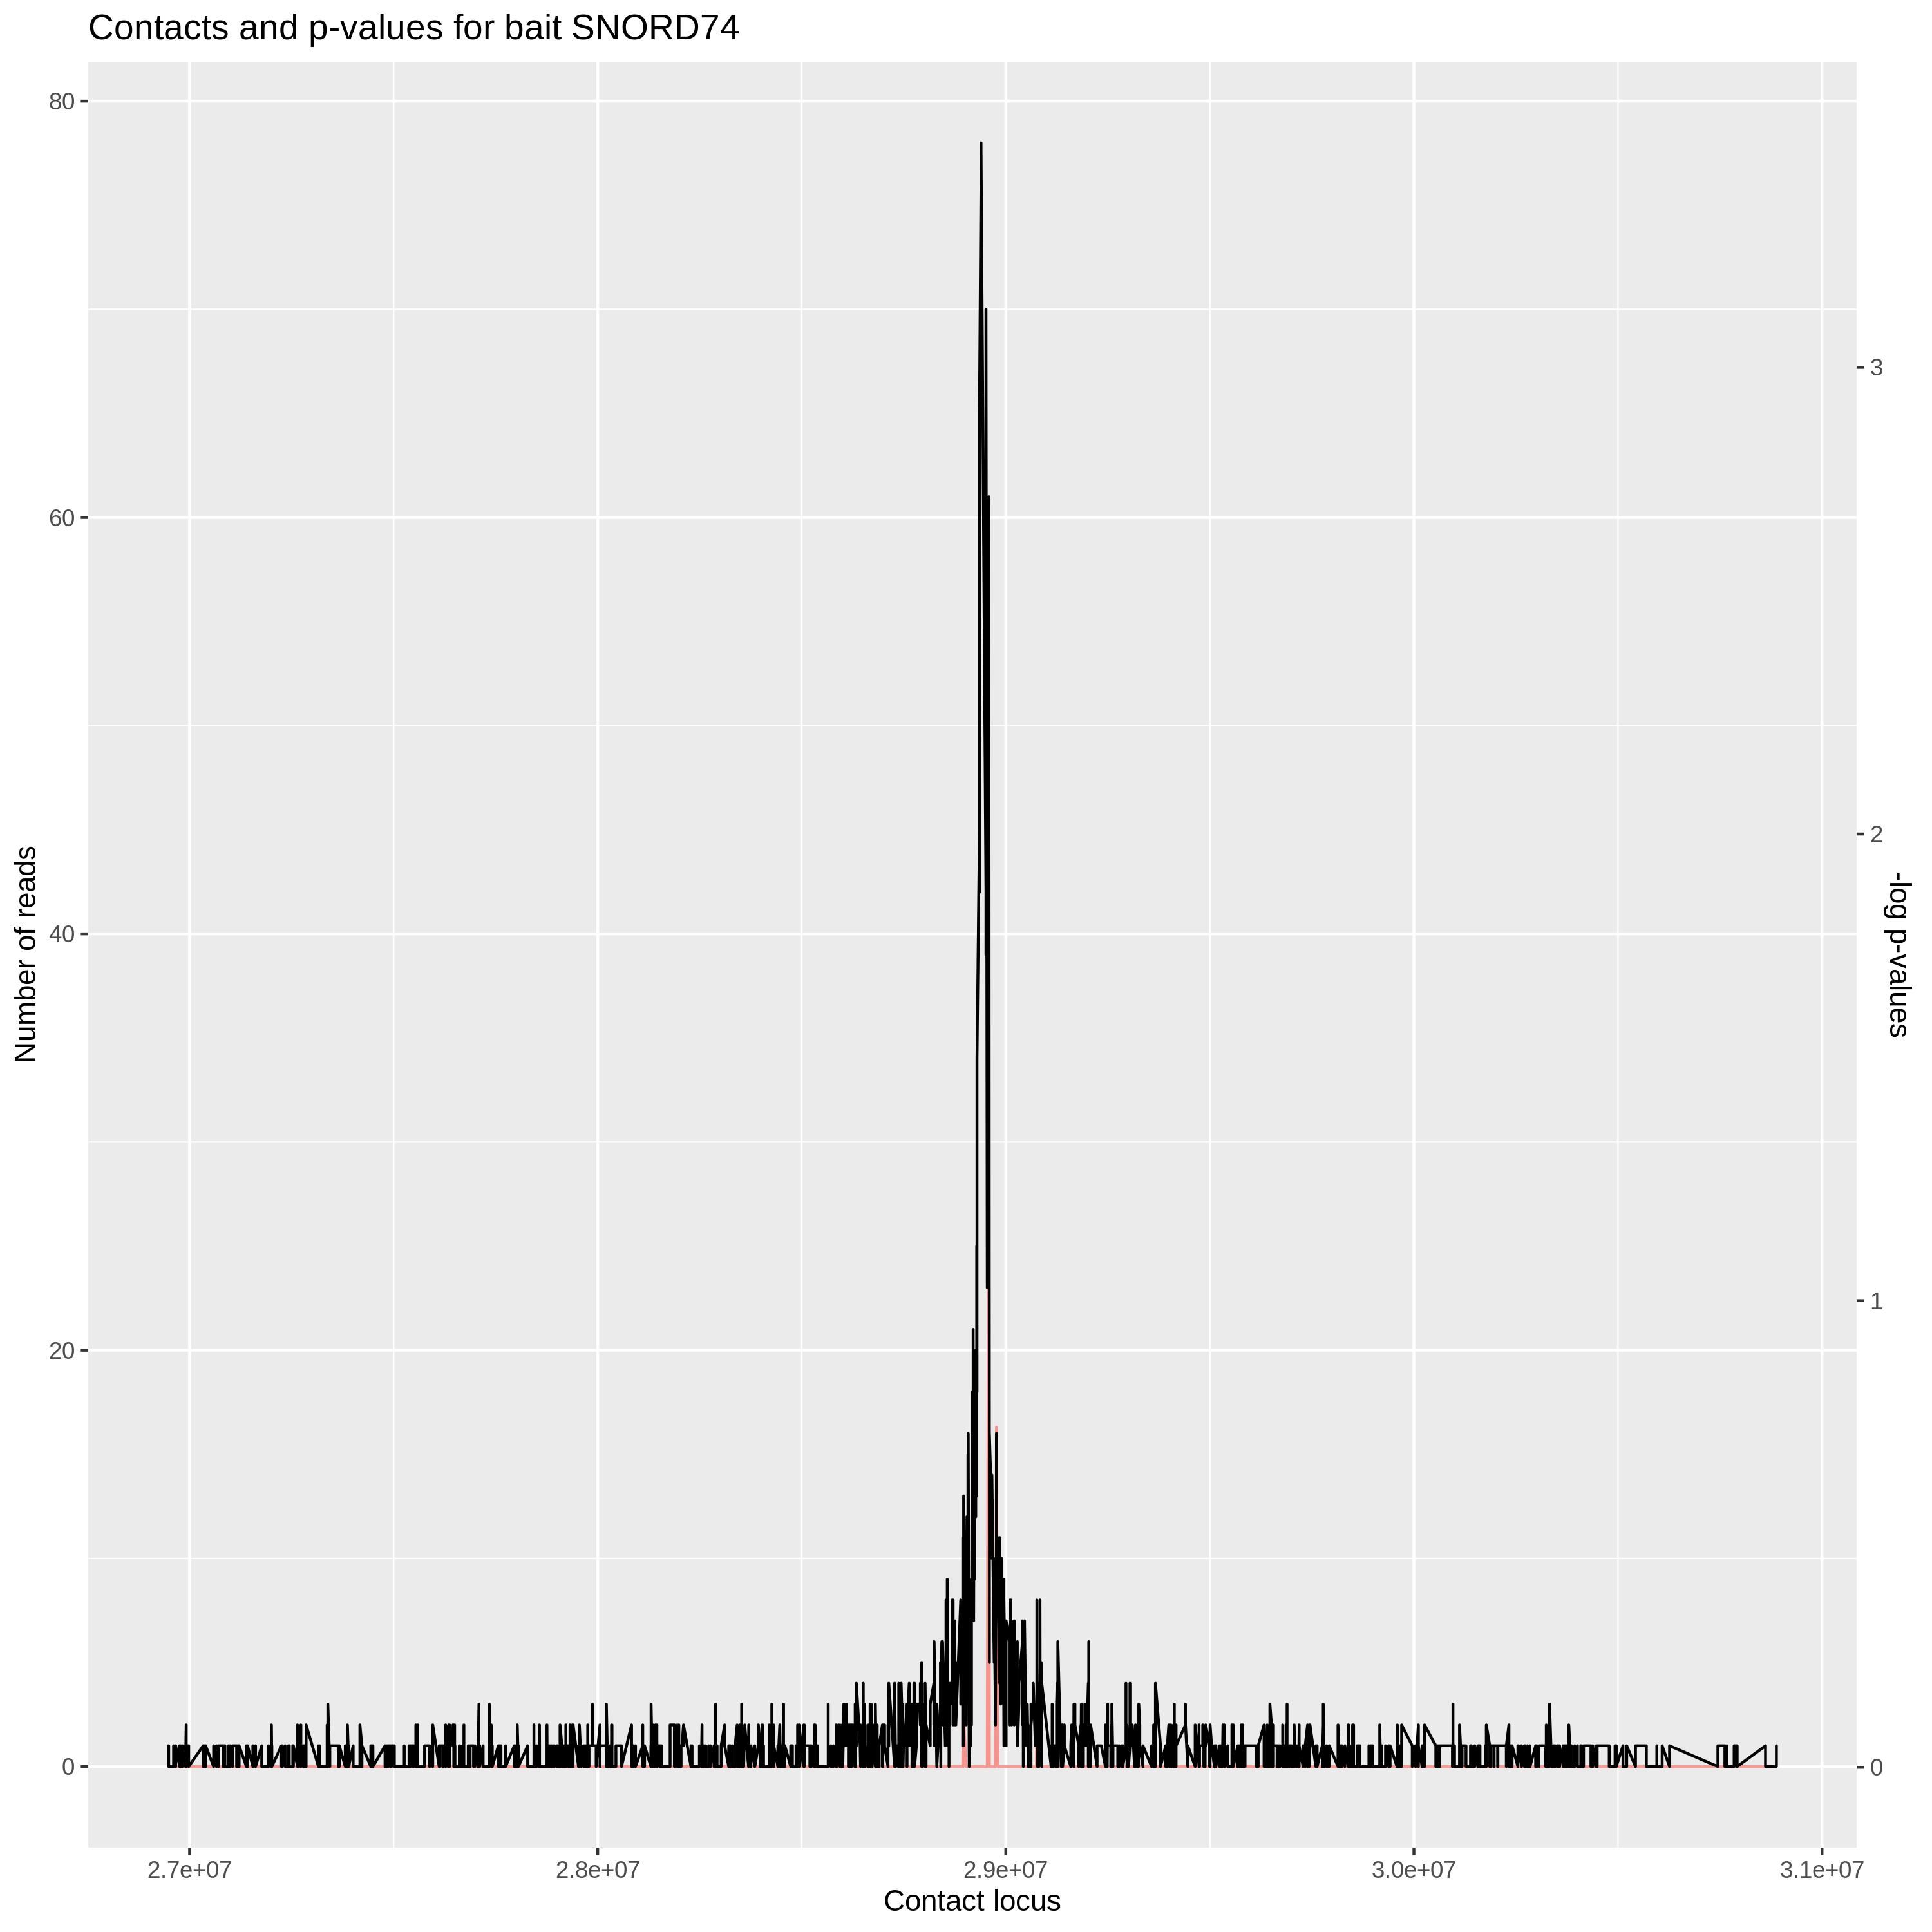 Contacts and p-values for bait SNORD74
80
60
40
20
0
Number of reads
3
2
1
0
-log p-values
2.7e+07
2.8e+07
2.9e+07
3.0e+07
3.1e+07
Contact locus